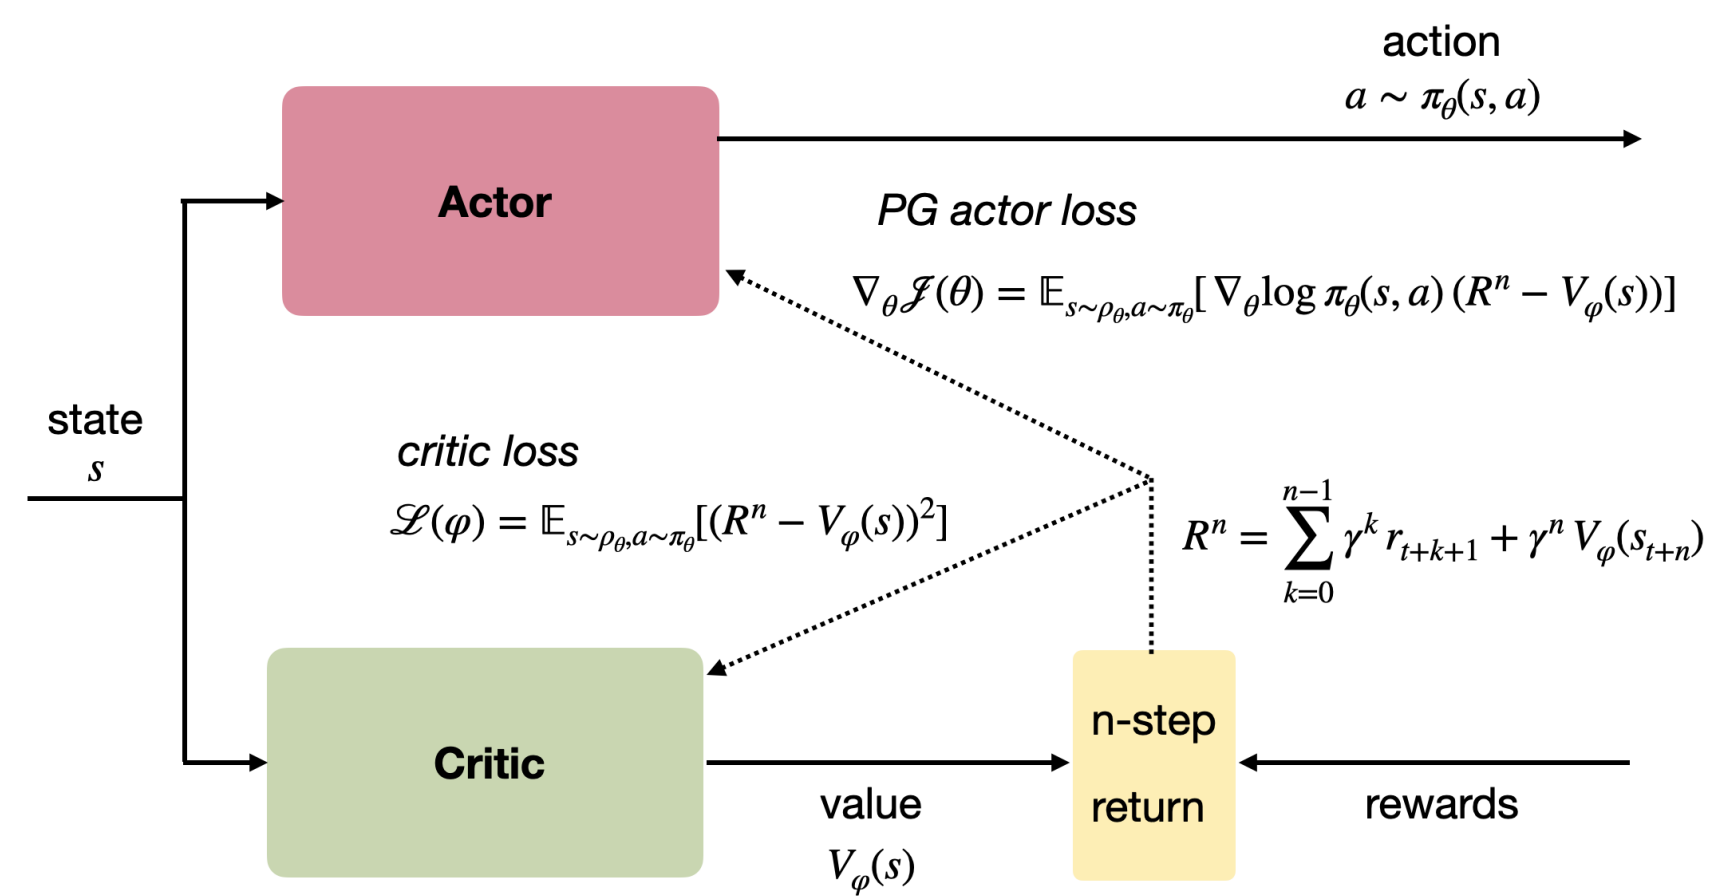 action
a ∼ π_θ(s, a)
Actor
PG actor loss
∇_θ 𝒥(θ) = 𝔼_{s∼ρ_θ, a∼π_θ}[ ∇_θ log π_θ(s, a) (R^n − V_φ(s))]
state
s
critic loss
ℒ(φ) = 𝔼_{s∼ρ_θ, a∼π_θ}[(R^n − V_φ(s))^2]
R^n = ∑_{k=0}^{n−1} γ^k r_{t+k+1} + γ^n V_φ(s_{t+n})
Critic
value
V_φ(s)
n-step
return
rewards